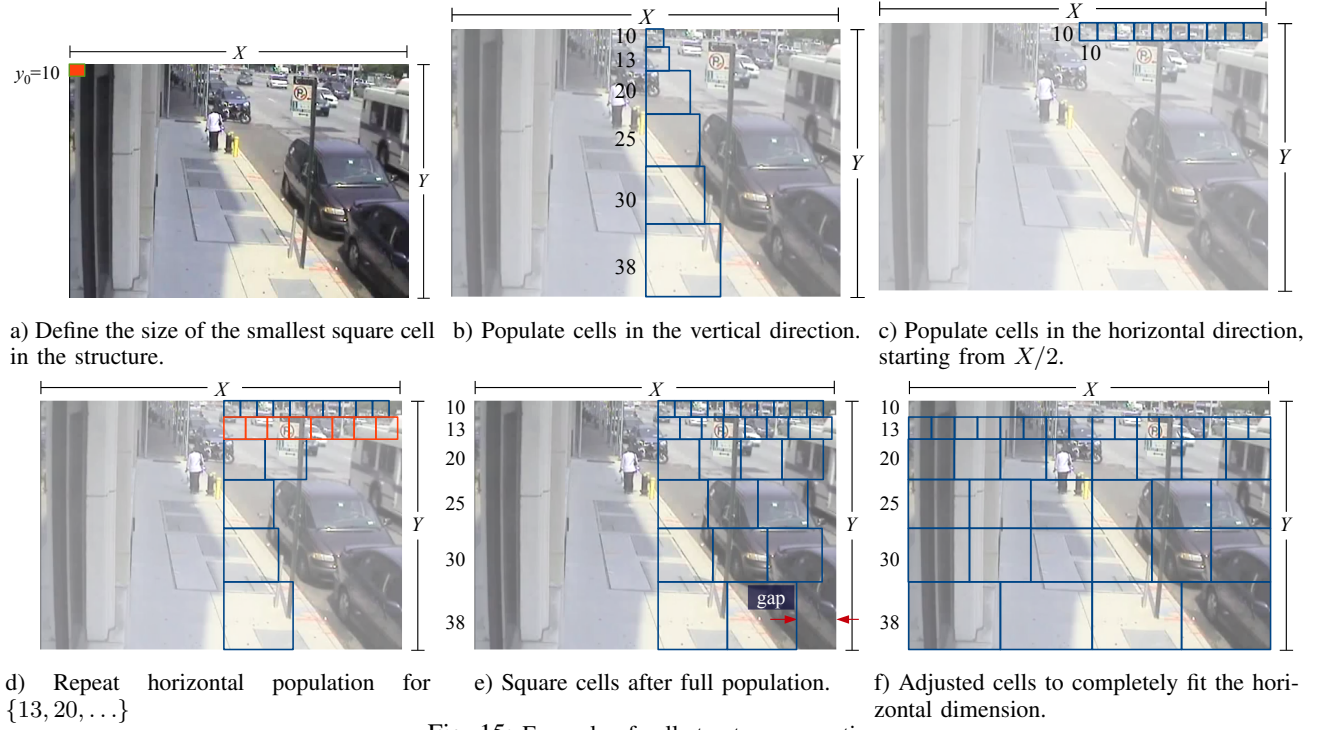 X
y0=10
Y
a) Define the size of the smallest square cell
in the structure.
X
10
13
20
25
30
38
Y
b) Populate cells in the vertical direction.
X
10
10
Y
c) Populate cells in the horizontal direction,
starting from X/2.
X
Y
d) Repeat horizontal population for
{13, 20, . . .}
X
10
13
20
25
30
38
gap
Y
e) Square cells after full population.
X
10
13
20
25
30
38
Y
f) Adjusted cells to completely fit the hori-
zontal dimension.